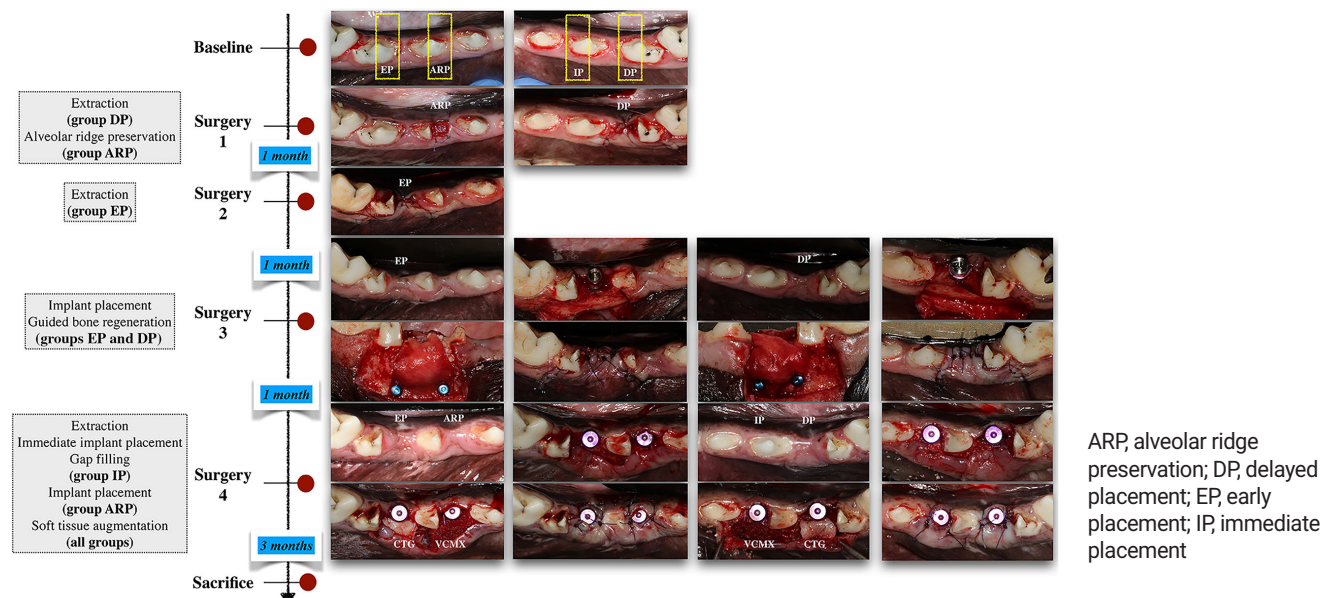 Baseline
EP
ARP
IP
DP
Extraction
(group DP)
Alveolar ridge preservation
(group ARP)
Surgery
1
ARP
DP
1 month
Extraction
(group EP)
Surgery
2
EP
1 month
EP
DP
Implant placement
Guided bone regeneration
(groups EP and DP)
Surgery
3
1 month
Extraction
Immediate implant placement
Gap filling
(group IP)
Implant placement
(group ARP)
Soft tissue augmentation
(all groups)
Surgery
4
EP
ARP
IP
DP
CTG
VCMX
VCMX
CTG
3 months
Sacrifice
ARP, alveolar ridge
preservation; DP, delayed
placement; EP, early
placement; IP, immediate
placement